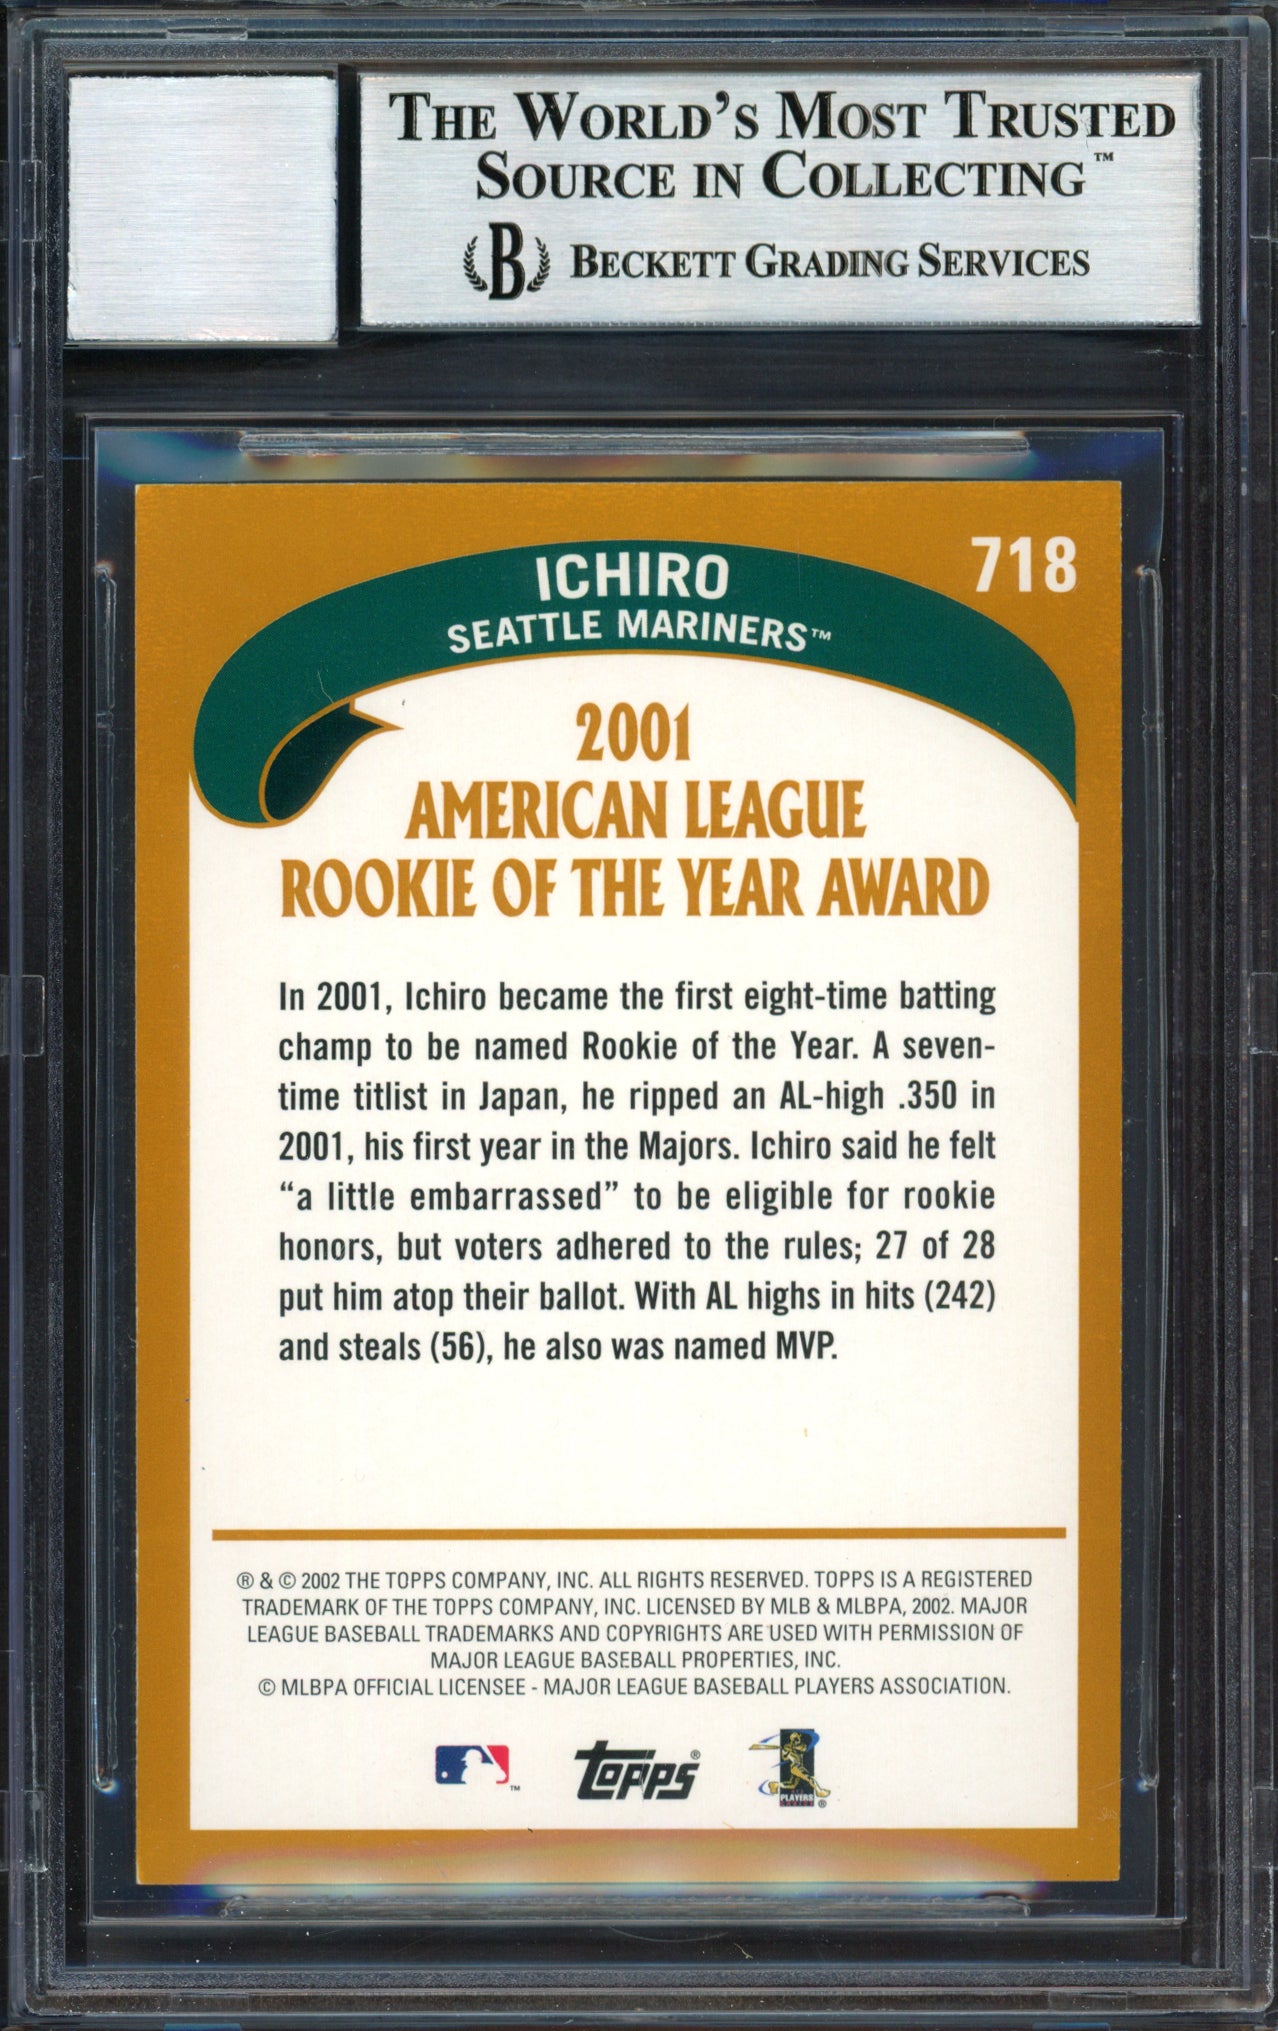 THE WORLD'S MOST TRUSTED
SOURCE IN COLLECTING™
B BECKETT GRADING SERVICES
718
ICHIRO
SEATTLE MARINERS™
2001
AMERICAN LEAGUE
ROOKIE OF THE YEAR AWARD
In 2001, Ichiro became the first eight-time batting
champ to be named Rookie of the Year. A seven-
time titlist in Japan, he ripped an AL-high .350 in
2001, his first year in the Majors. Ichiro said he felt
“a little embarrassed” to be eligible for rookie
honors, but voters adhered to the rules; 27 of 28
put him atop their ballot. With AL highs in hits (242)
and steals (56), he also was named MVP.
® & © 2002 THE TOPPS COMPANY, INC. ALL RIGHTS RESERVED. TOPPS IS A REGISTERED
TRADEMARK OF THE TOPPS COMPANY, INC. LICENSED BY MLB & MLBPA, 2002. MAJOR
LEAGUE BASEBALL TRADEMARKS AND COPYRIGHTS ARE USED WITH PERMISSION OF
MAJOR LEAGUE BASEBALL PROPERTIES, INC.
© MLBPA OFFICIAL LICENSEE - MAJOR LEAGUE BASEBALL PLAYERS ASSOCIATION.
™ TOPPS® PLAYERS ®